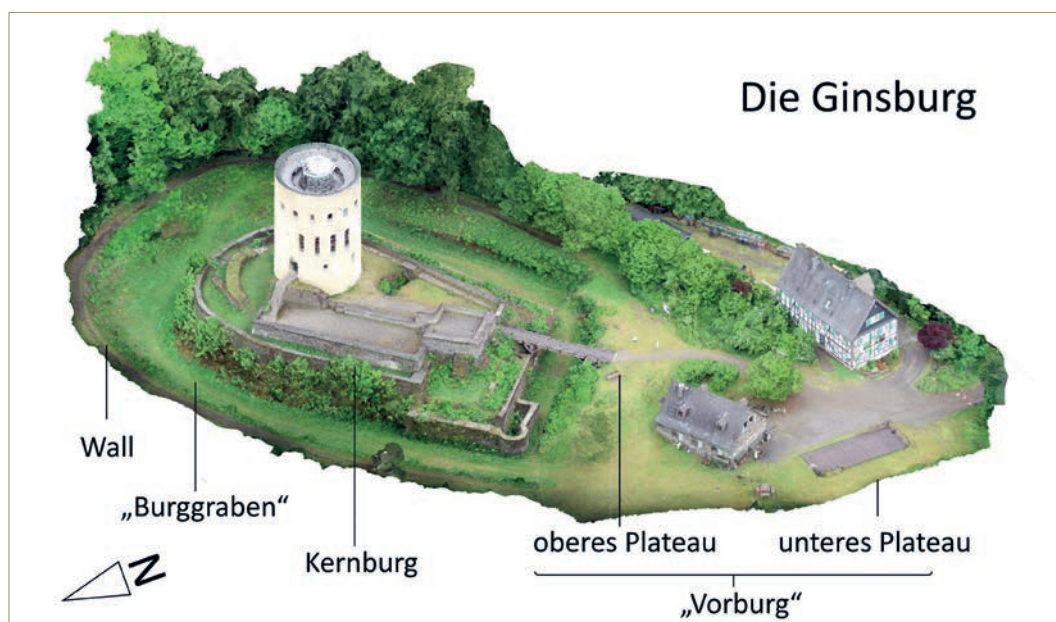 Die Ginsburg
Wall
„Burggraben“
Kernburg
oberes Plateau
unteres Plateau
„Vorburg“
N